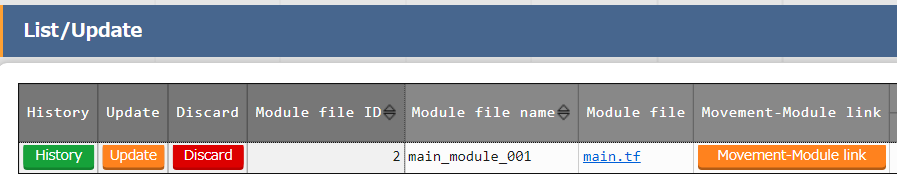 List/Update
History Update Discard Module file ID Module file name Module file Movement-Module link
History Update Discard 2 main_module_001 main.tf Movement-Module link